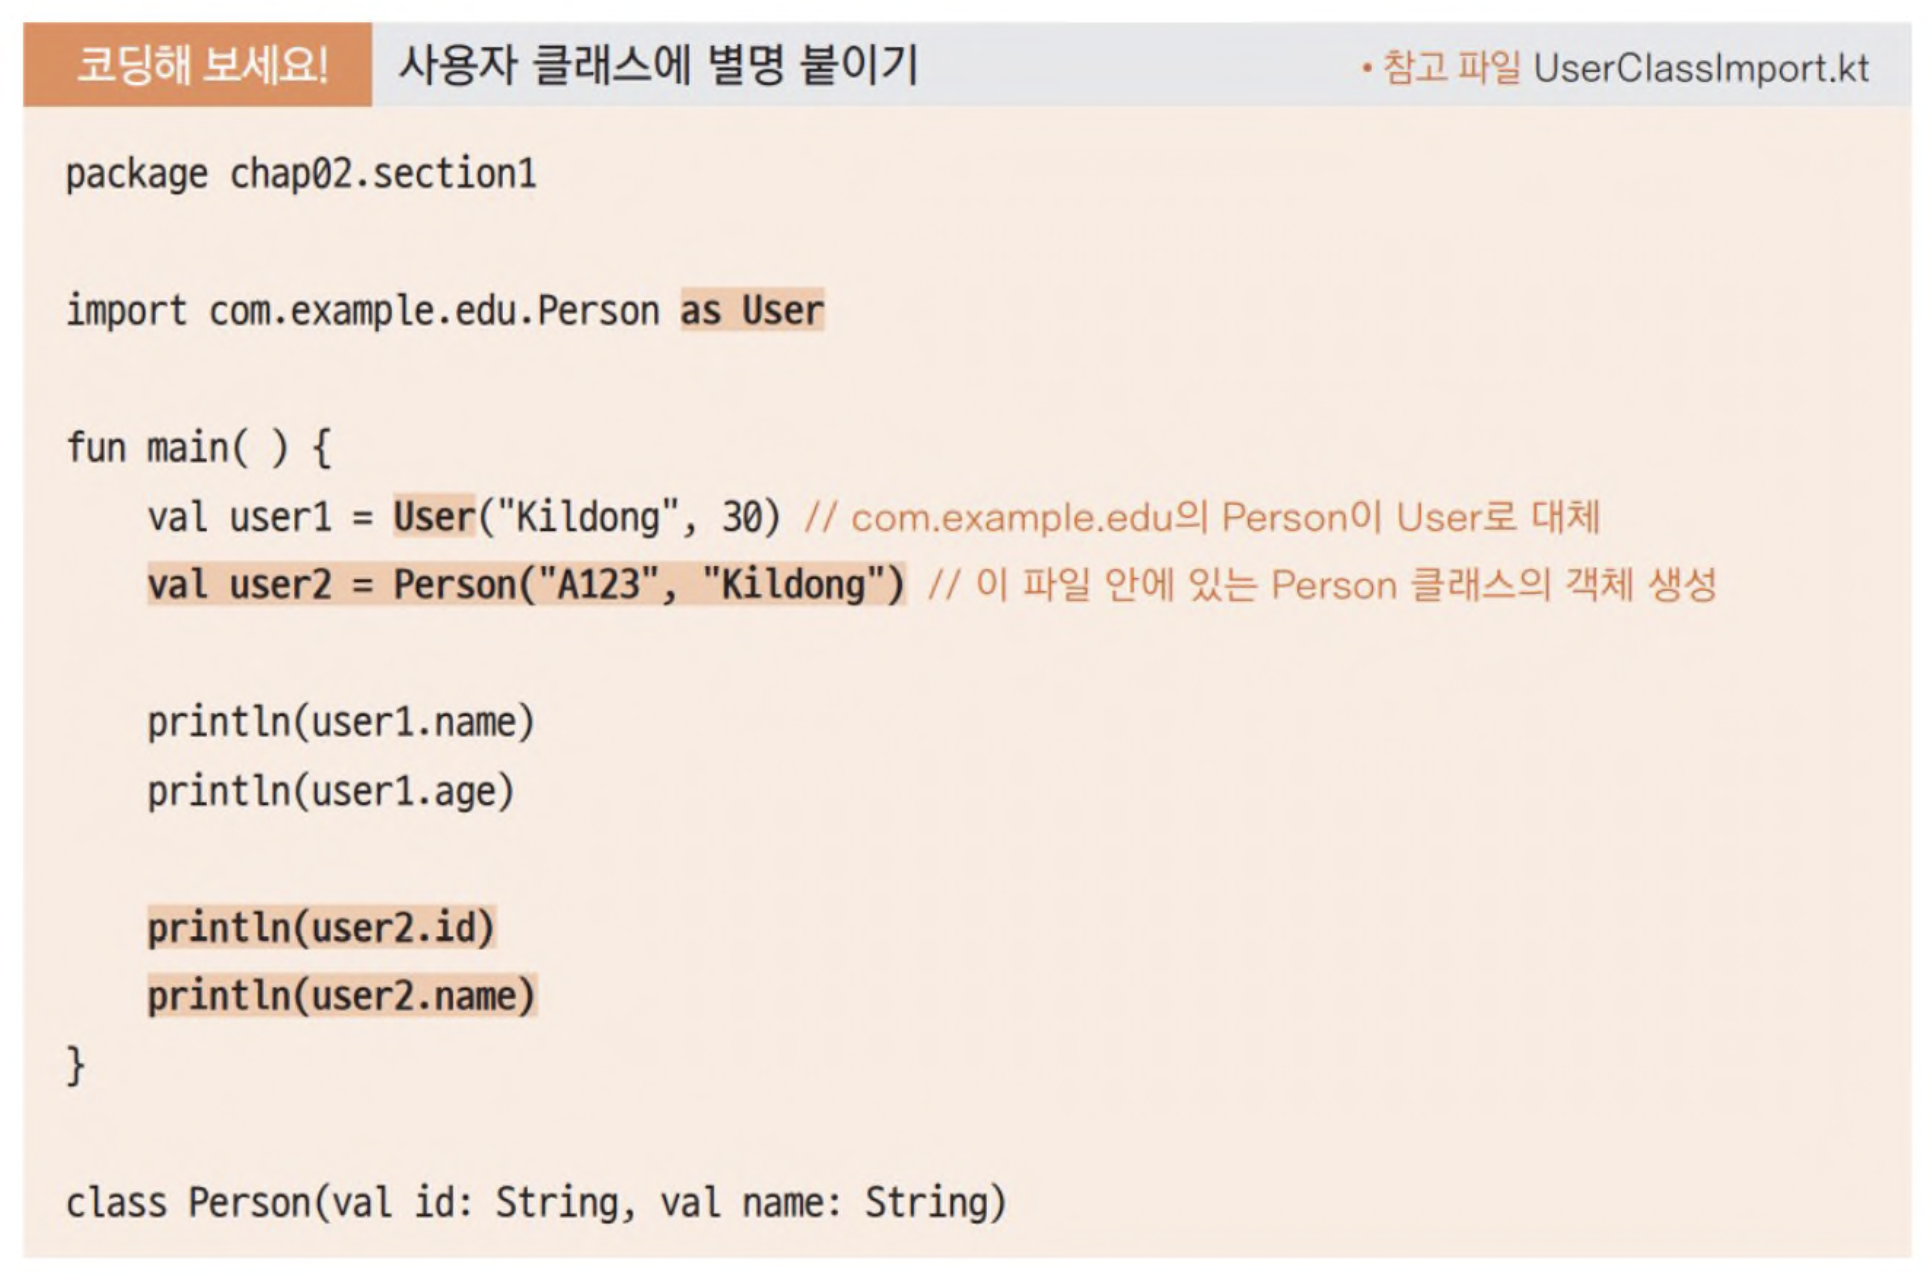 코딩해 보세요! 사용자 클래스에 별명 붙이기 • 참고 파일 UserClassImport.kt
package chap02.section1
import com.example.edu.Person as User
fun main( ) {
    val user1 = User("Kildong", 30) // com.example.edu의 Person이 User로 대체
    val user2 = Person("A123", "Kildong") // 이 파일 안에 있는 Person 클래스의 객체 생성
    println(user1.name)
    println(user1.age)
    println(user2.id)
    println(user2.name)
}
class Person(val id: String, val name: String)